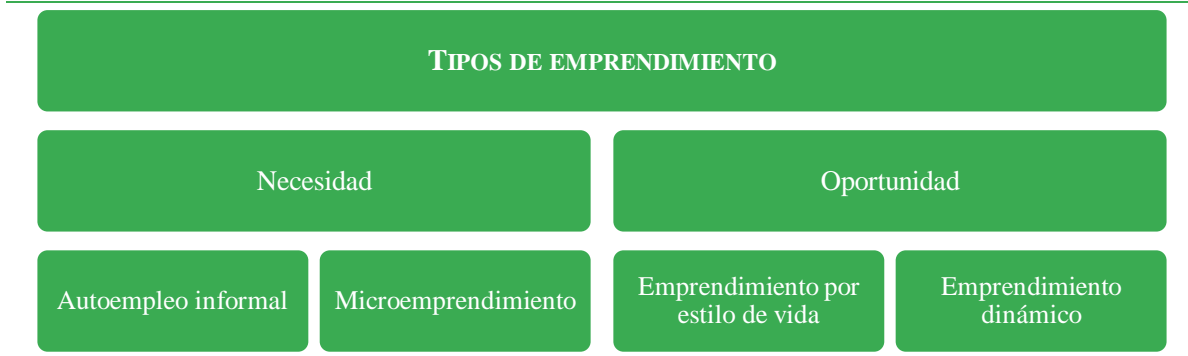 TIPOS DE EMPRENDIMIENTO
Necesidad
Oportunidad
Autoempleo informal
Microemprendimiento
Emprendimiento por
estilo de vida
Emprendimiento
dinámico